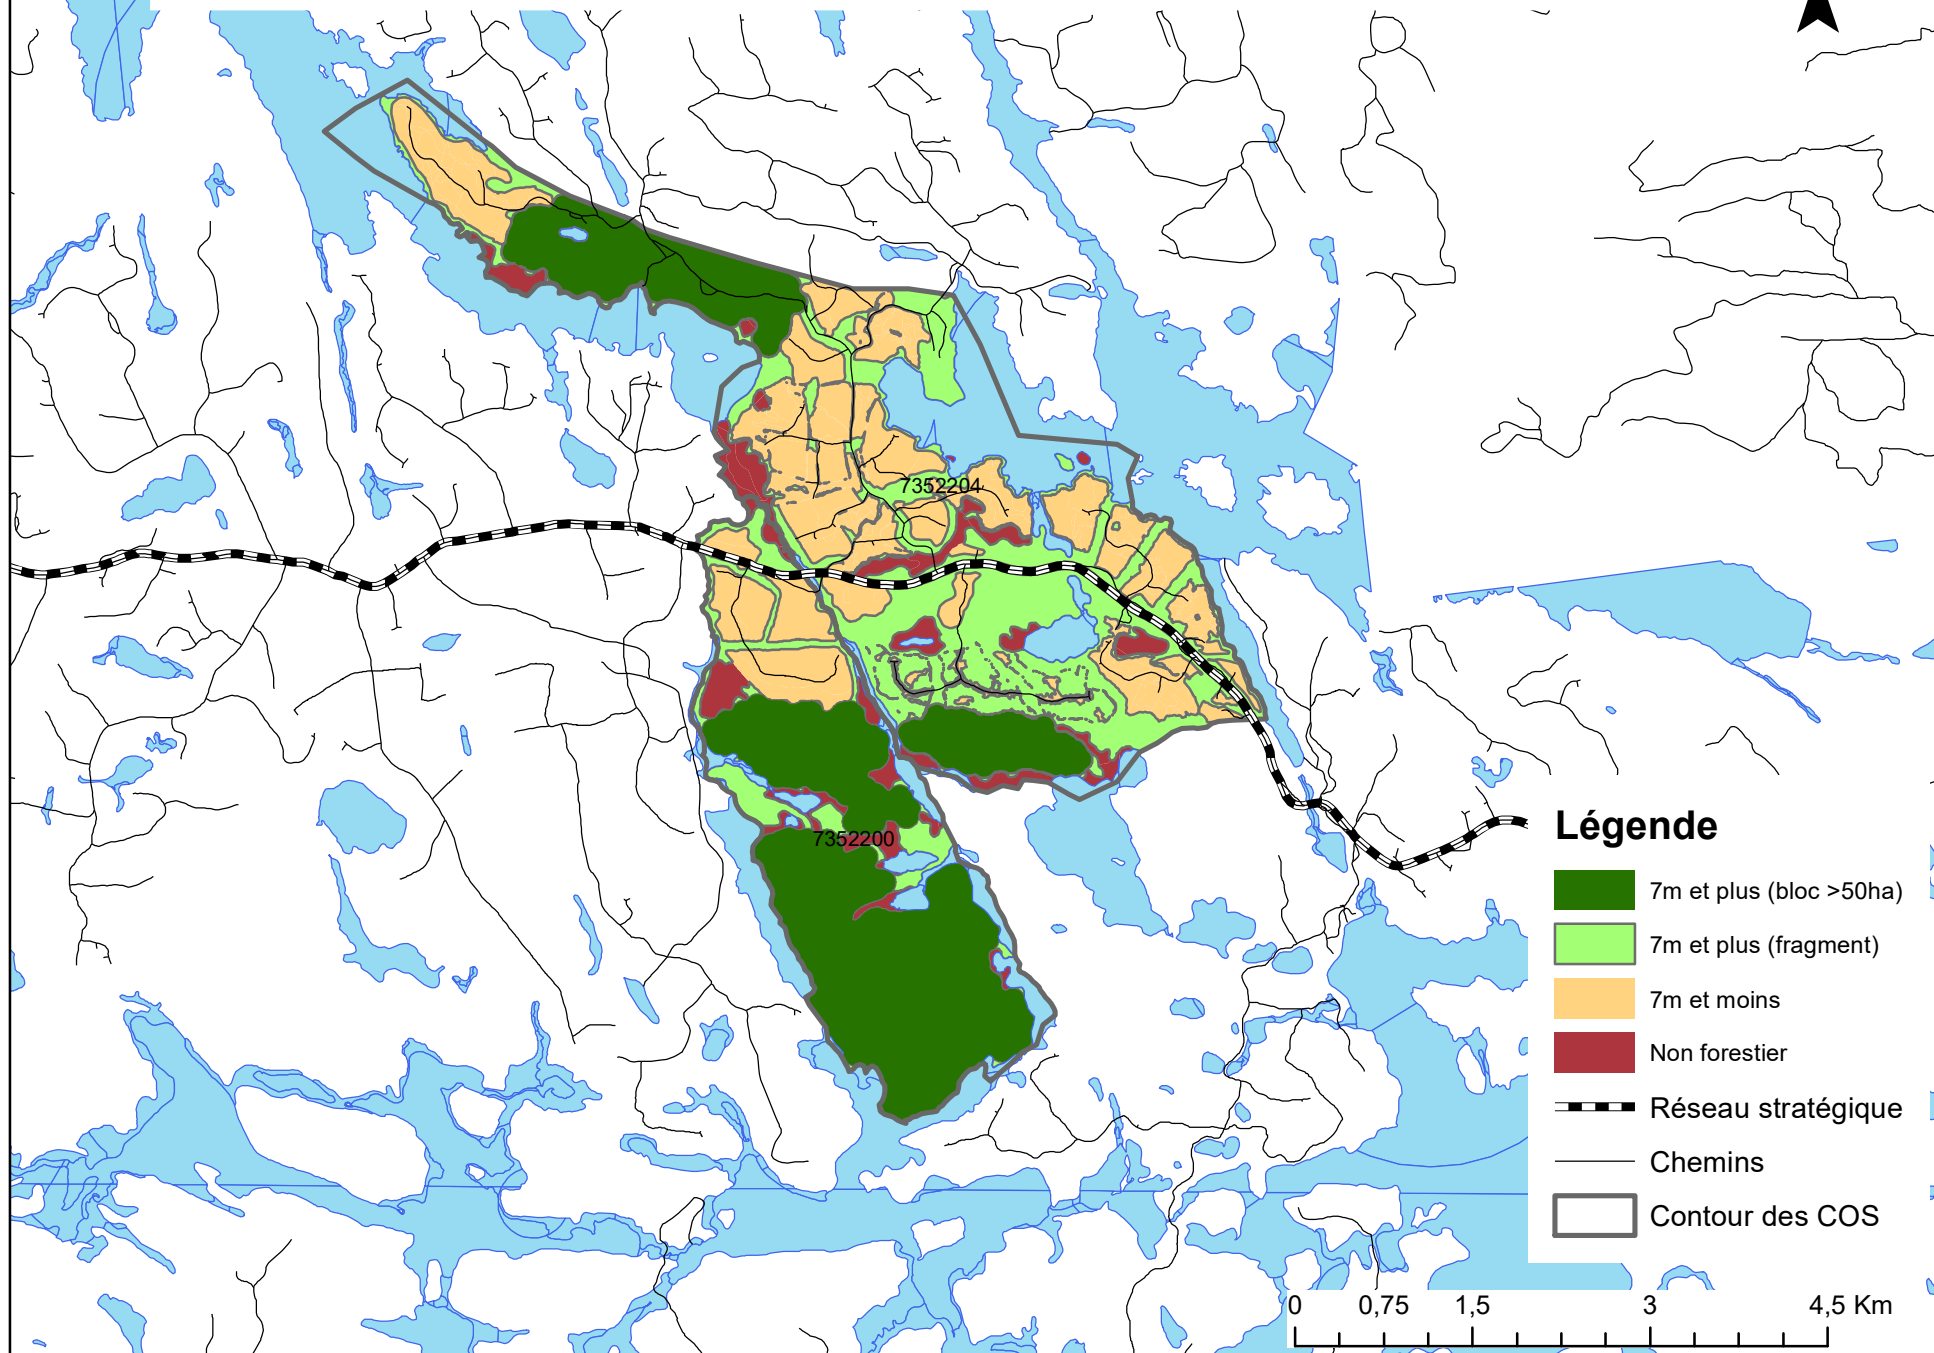 7352204
7352200
Légende
7m et plus (bloc >50ha)
7m et plus (fragment)
7m et moins
Non forestier
Réseau stratégique
Chemins
Contour des COS
0 0,75 1,5 3 4,5 Km